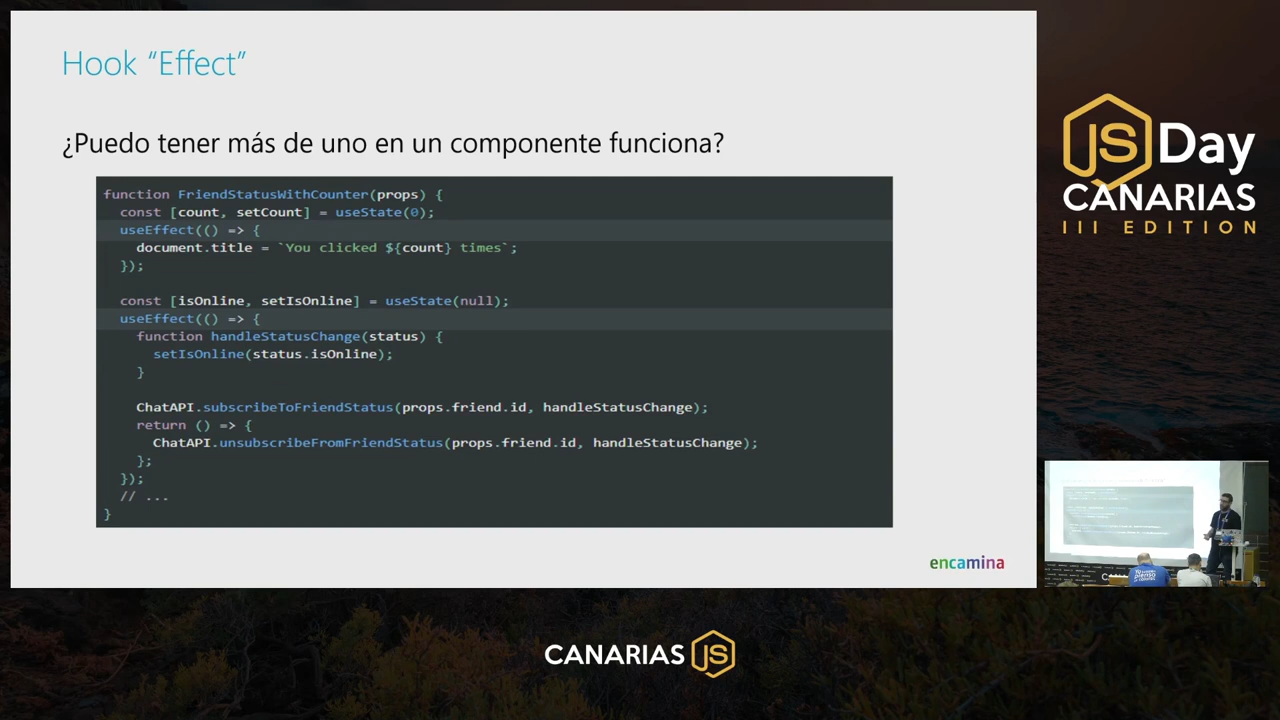 Hook “Effect”
¿Puedo tener más de uno en un componente funciona?
function FriendStatusWithCounter(props) {
  const [count, setCount] = useState(0);
  useEffect(() => {
    document.title = `You clicked ${count} times`;
  });

  const [isOnline, setIsOnline] = useState(null);
  useEffect(() => {
    function handleStatusChange(status) {
      setIsOnline(status.isOnline);
    }

    ChatAPI.subscribeToFriendStatus(props.friend.id, handleStatusChange);
    return () => {
      ChatAPI.unsubscribeFromFriendStatus(props.friend.id, handleStatusChange);
    };
  });
  // ...
}
encamina
JS Day
CANARIAS
III EDITION
CANARIAS JS